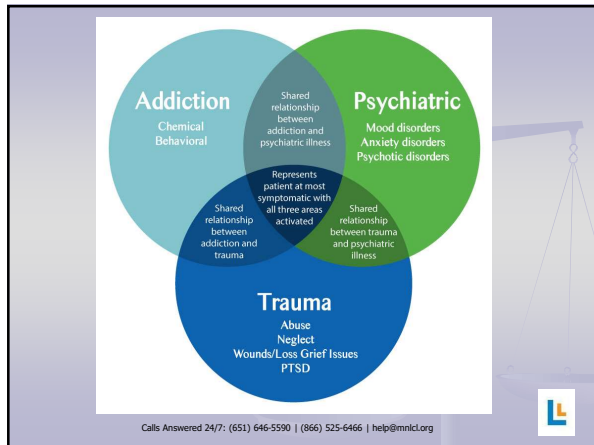 Addiction
Chemical
Behavioral
Shared
relationship
between
addiction and
psychiatric illness
Psychiatric
Mood disorders
Anxiety disorders
Psychotic disorders
Represents
patient at most
symptomatic with
all three areas
activated
Shared
relationship
between
addiction and
trauma
Shared
relationship
between trauma
and psychiatric
illness
Trauma
Abuse
Neglect
Wounds/Loss Grief Issues
PTSD
Calls Answered 24/7: (651) 646-5590 | (866) 525-6466 | help@mnlcl.org